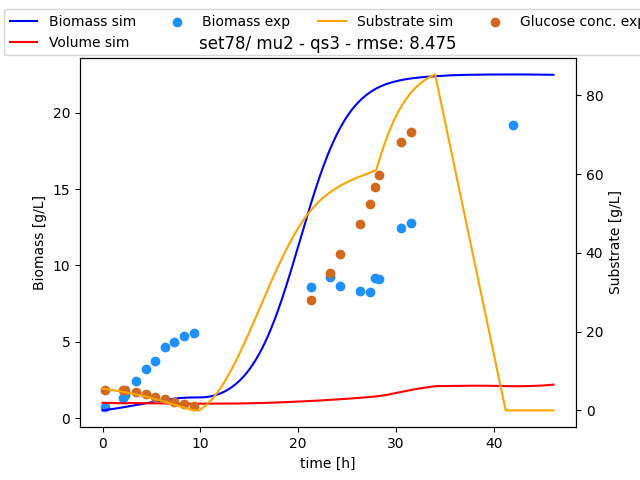 Biomass sim Biomass exp Substrate sim Glucose conc. exp
Volume sim
set78/ mu2 - qs3 - rmse: 8.475
Biomass [g/L]
20
15
10
5
0
80
60
40
20
0
Substrate [g/L]
0 10 20 30 40
time [h]